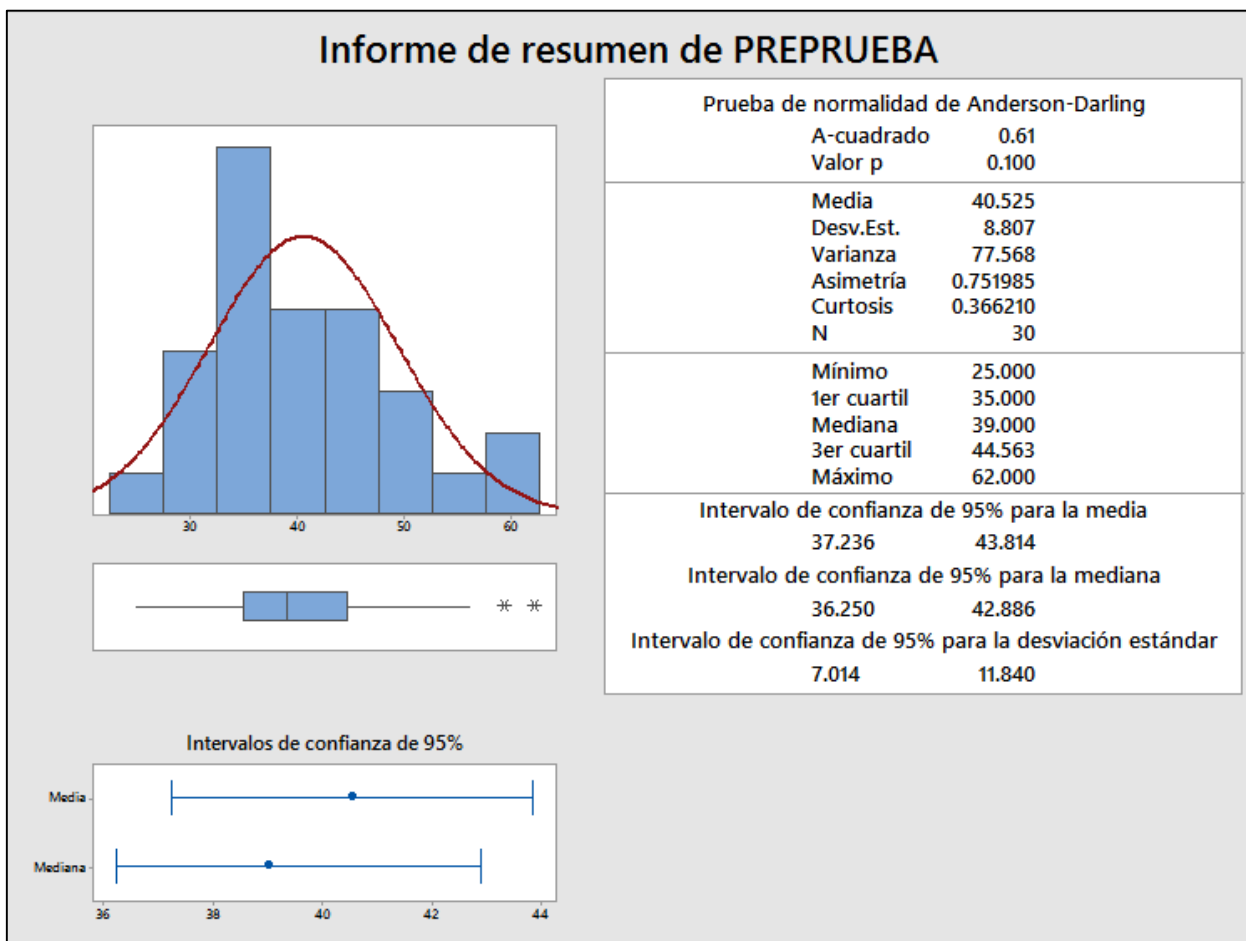 Informe de resumen de PREPRUEBA
30 40 50 60
Intervalos de confianza de 95%
Media
Mediana
36 38 40 42 44
Prueba de normalidad de Anderson-Darling
A-cuadrado 0.61
Valor p 0.100
Media 40.525
Desv.Est. 8.807
Varianza 77.568
Asimetría 0.751985
Curtosis 0.366210
N 30
Mínimo 25.000
1er cuartil 35.000
Mediana 39.000
3er cuartil 44.563
Máximo 62.000
Intervalo de confianza de 95% para la media
37.236 43.814
Intervalo de confianza de 95% para la mediana
36.250 42.886
Intervalo de confianza de 95% para la desviación estándar
7.014 11.840